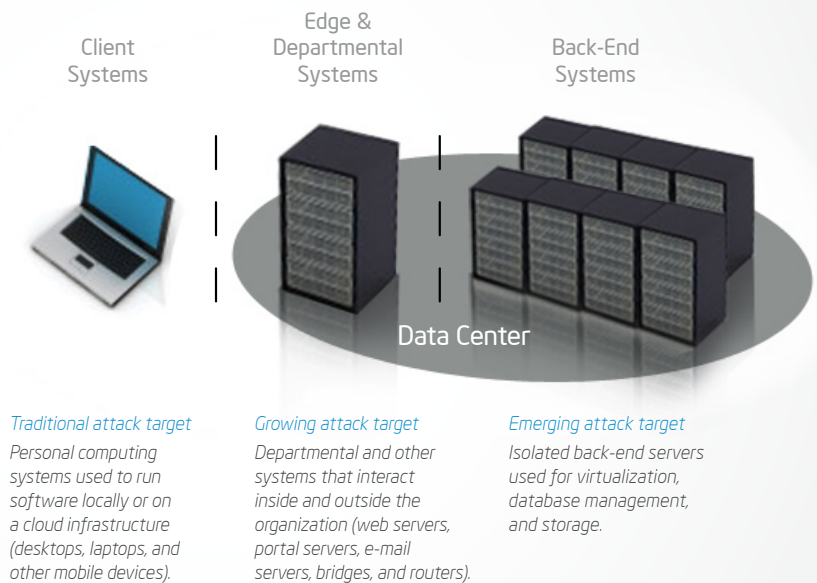 Client
Systems
Edge &
Departmental
Systems
Back-End
Systems
Data Center
Traditional attack target
Personal computing
systems used to run
software locally or on
a cloud infrastructure
(desktops, laptops, and
other mobile devices).
Growing attack target
Departmental and other
systems that interact
inside and outside the
organization (web servers,
portal servers, e-mail
servers, bridges, and routers).
Emerging attack target
Isolated back-end servers
used for virtualization,
database management,
and storage.